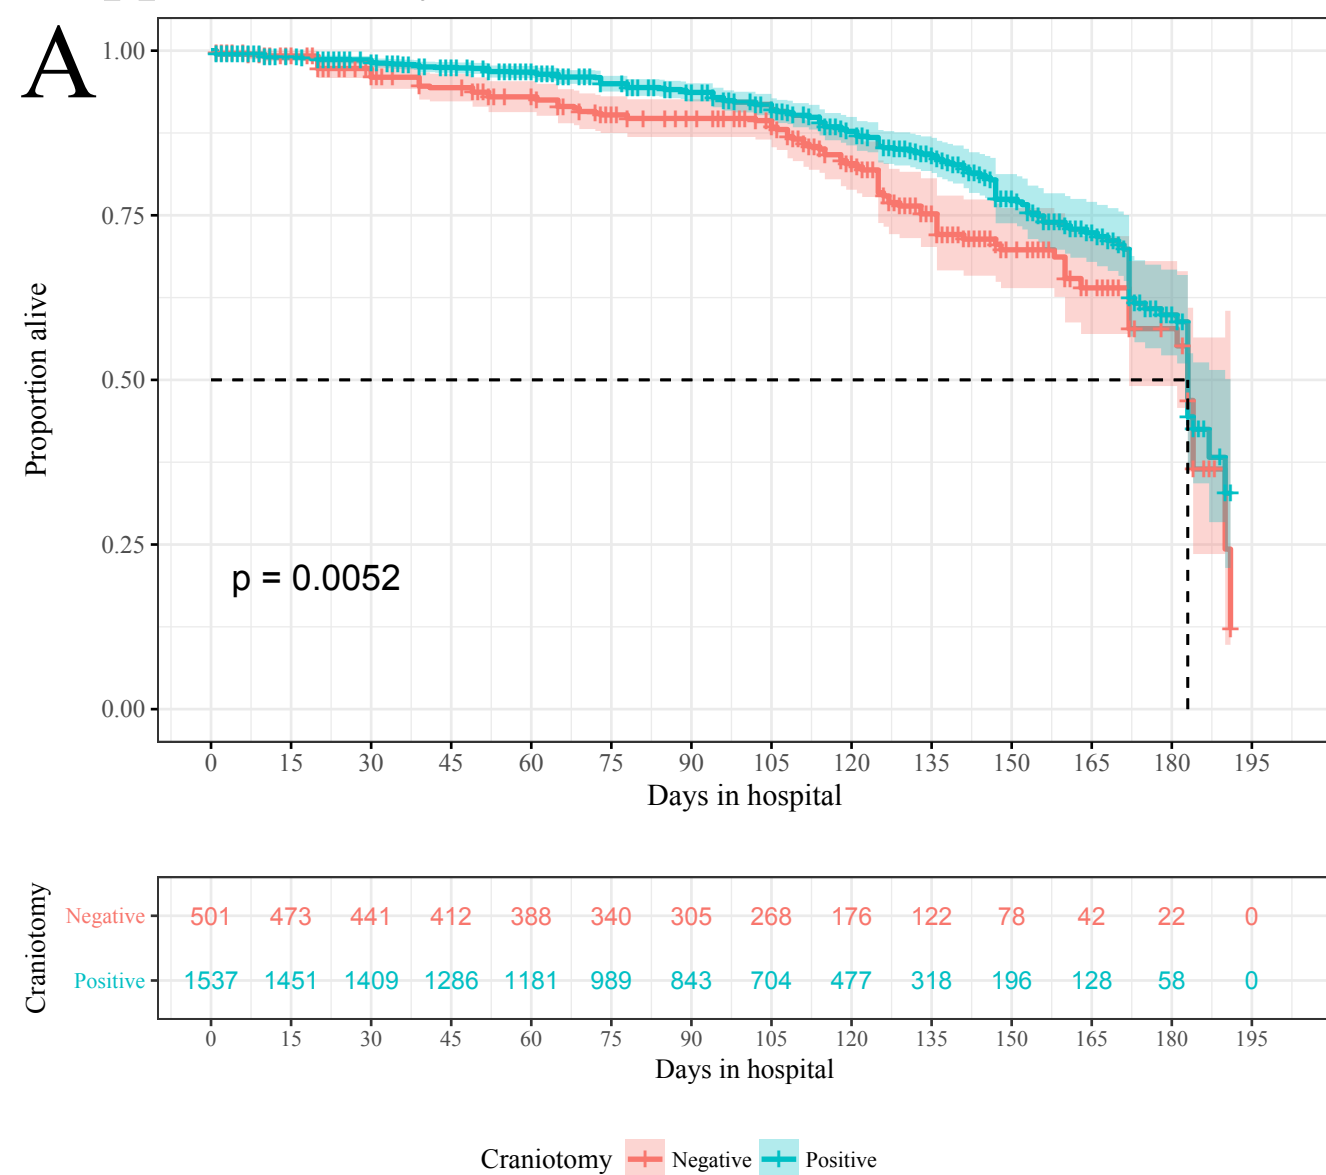 A
1.00
0.75
0.50
0.25
0.00
Proportion alive
p = 0.0052
0 15 30 45 60 75 90 105 120 135 150 165 180 195
Days in hospital
Craniotomy
Negative 501 473 441 412 388 340 305 268 176 122 78 42 22 0
Positive 1537 1451 1409 1286 1181 989 843 704 477 318 196 128 58 0
0 15 30 45 60 75 90 105 120 135 150 165 180 195
Days in hospital
Craniotomy Negative Positive